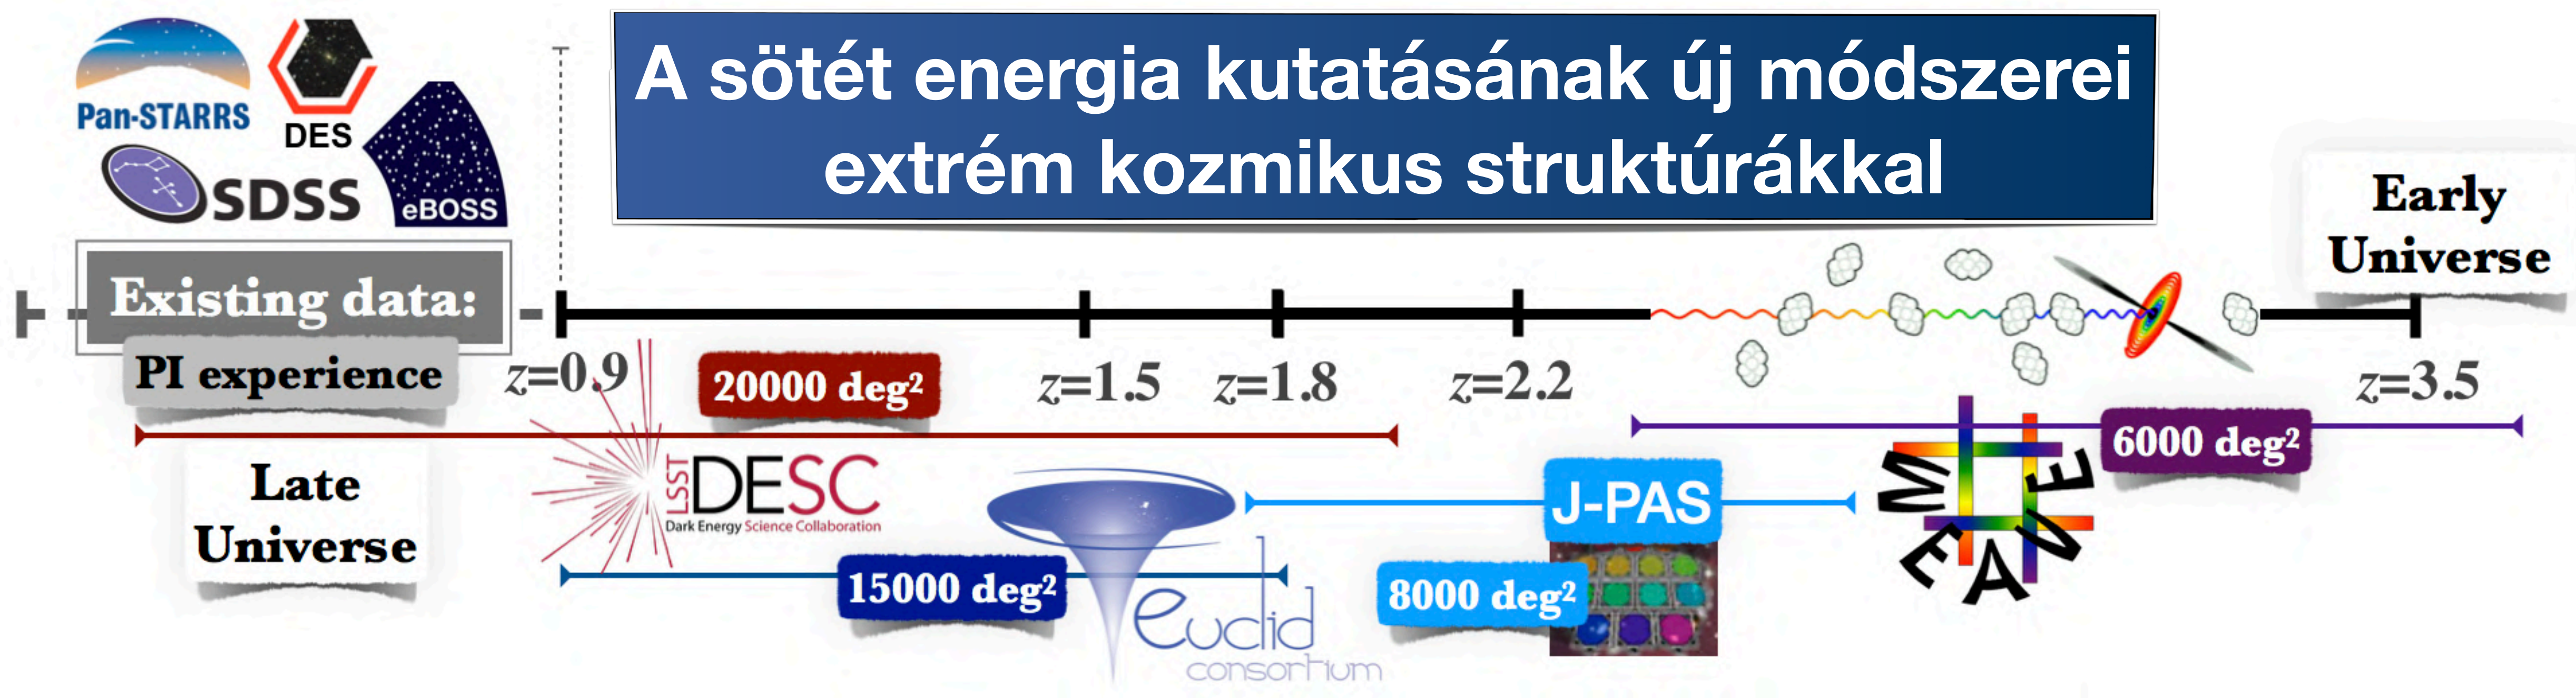 Pan-STARRS
DES
SDSS
eBOSS
A sötét energia kutatásának új módszerei
extrém kozmikus struktúrákkal
Early
Universe
Existing data:
PI experience
z=0.9
20000 deg²
z=1.5
z=1.8
z=2.2
z=3.5
Late
Universe
LSST
DESC
Dark Energy Science Collaboration
15000 deg²
euclid
consortium
J-PAS
8000 deg²
WEAVE
6000 deg²